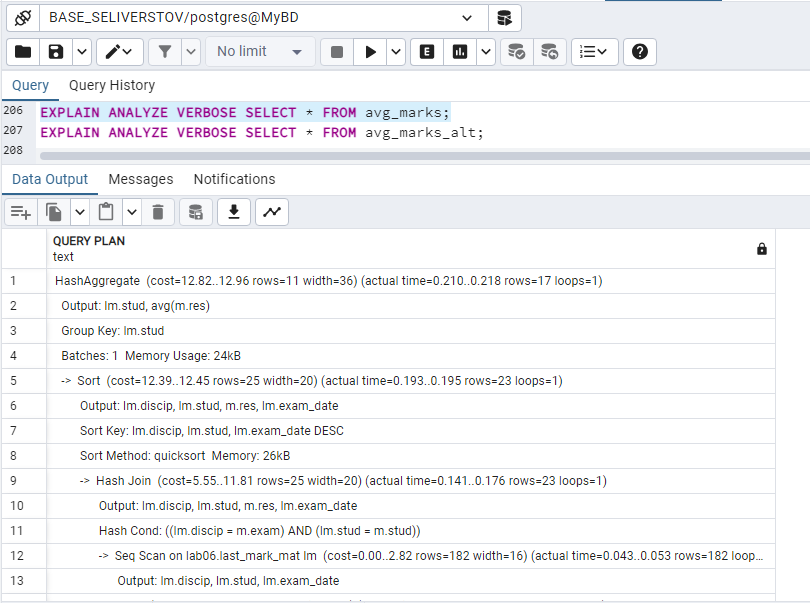 BASE_SELIVERSTOV/postgres@MyBD
No limit
E
Query Query History
206 EXPLAIN ANALYZE VERBOSE SELECT * FROM avg_marks;
207 EXPLAIN ANALYZE VERBOSE SELECT * FROM avg_marks_alt;
208
Data Output Messages Notifications
QUERY PLAN
text
1 HashAggregate (cost=12.82..12.96 rows=11 width=36) (actual time=0.210..0.218 rows=17 loops=1)
2 Output: lm.stud, avg(m.res)
3 Group Key: lm.stud
4 Batches: 1 Memory Usage: 24kB
5 -> Sort (cost=12.39..12.45 rows=25 width=20) (actual time=0.193..0.195 rows=23 loops=1)
6 Output: lm.discip, lm.stud, m.res, lm.exam_date
7 Sort Key: lm.discip, lm.stud, lm.exam_date DESC
8 Sort Method: quicksort Memory: 26kB
9 -> Hash Join (cost=5.55..11.81 rows=25 width=20) (actual time=0.141..0.176 rows=23 loops=1)
10 Output: lm.discip, lm.stud, m.res, lm.exam_date
11 Hash Cond: ((lm.discip = m.exam) AND (lm.stud = m.stud))
12 -> Seq Scan on lab06.last_mark_mat lm (cost=0.00..2.82 rows=182 width=16) (actual time=0.043..0.053 rows=182 loop...
13 Output: lm.discip, lm.stud, lm.exam_date